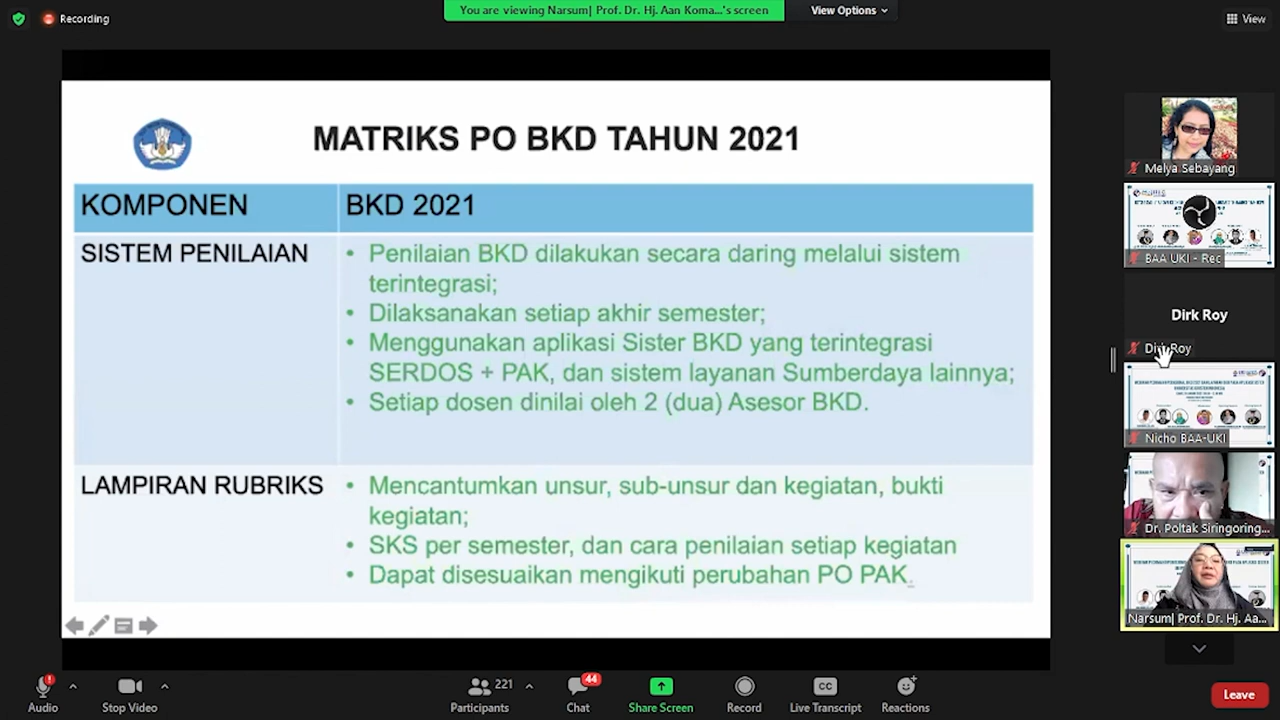 Recording
You are viewing Narsum| Prof. Dr. Hj. Aan Koma...'s screen
View Options
View
MATRIKS PO BKD TAHUN 2021
KOMPONEN
BKD 2021
SISTEM PENILAIAN
• Penilaian BKD dilakukan secara daring melalui sistem
terintegrasi;
• Dilaksanakan setiap akhir semester;
• Menggunakan aplikasi Sister BKD yang terintegrasi
SERDOS + PAK, dan sistem layanan Sumberdaya lainnya;
• Setiap dosen dinilai oleh 2 (dua) Asesor BKD.
LAMPIRAN RUBRIKS
• Mencantumkan unsur, sub-unsur dan kegiatan, bukti
kegiatan;
• SKS per semester, dan cara penilaian setiap kegiatan
• Dapat disesuaikan mengikuti perubahan PO PAK.
Melya Sebayang
BAA UKI - Rec
Dirk Roy
Dirk Roy
Nicho BAA-UKI
Dr. Poltak Siringoring...
Narsum| Prof. Dr. Hj. Aa...
Audio
Stop Video
221
Participants
44
Chat
Share Screen
Record
CC
Live Transcript
Reactions
Leave